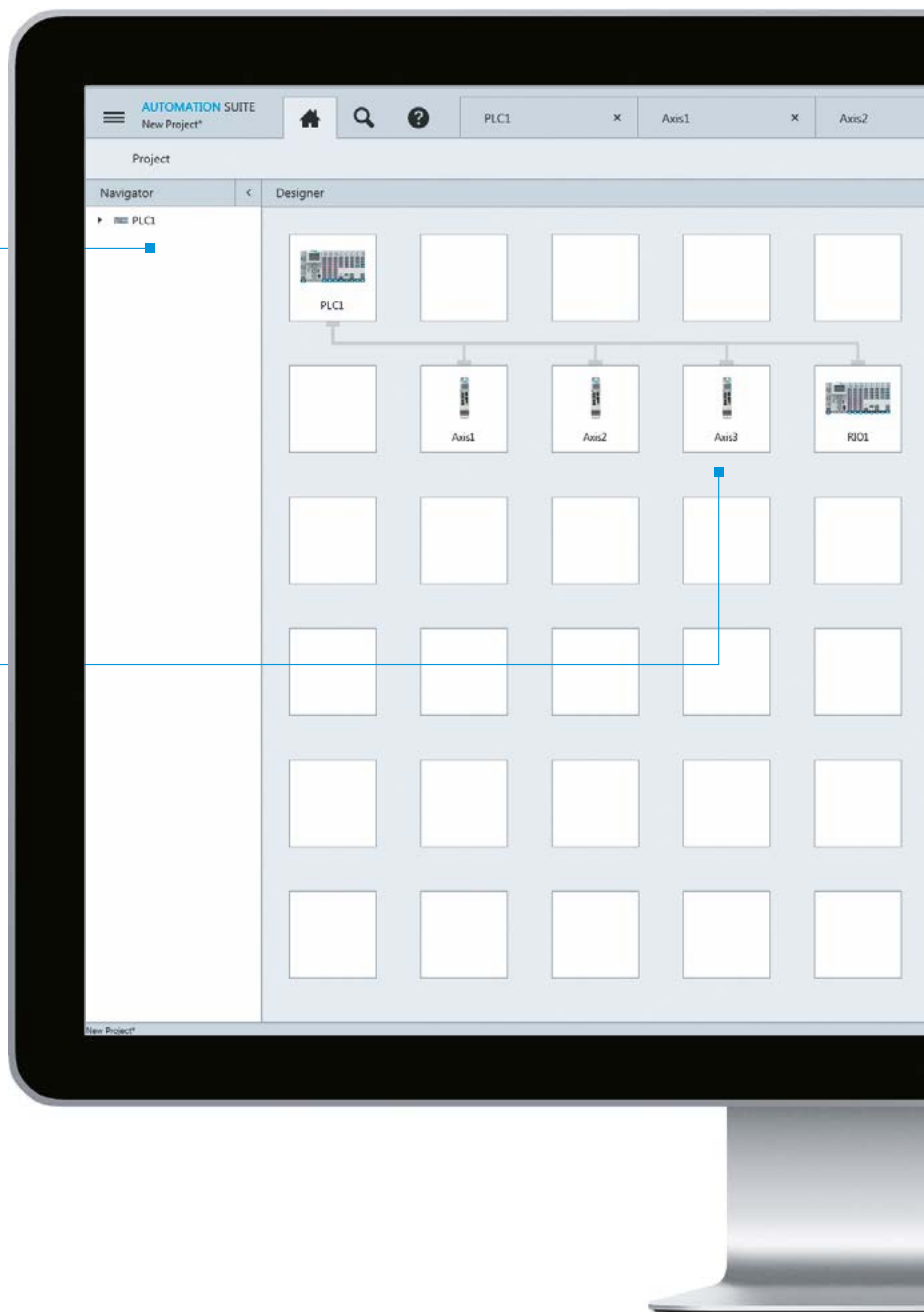 AUTOMATION SUITE
New Project*
PLC1
Axis1
Axis2
Project
Navigator
Designer
PLC1
PLC1
Axis1
Axis2
Axis3
RIO1
New Project*